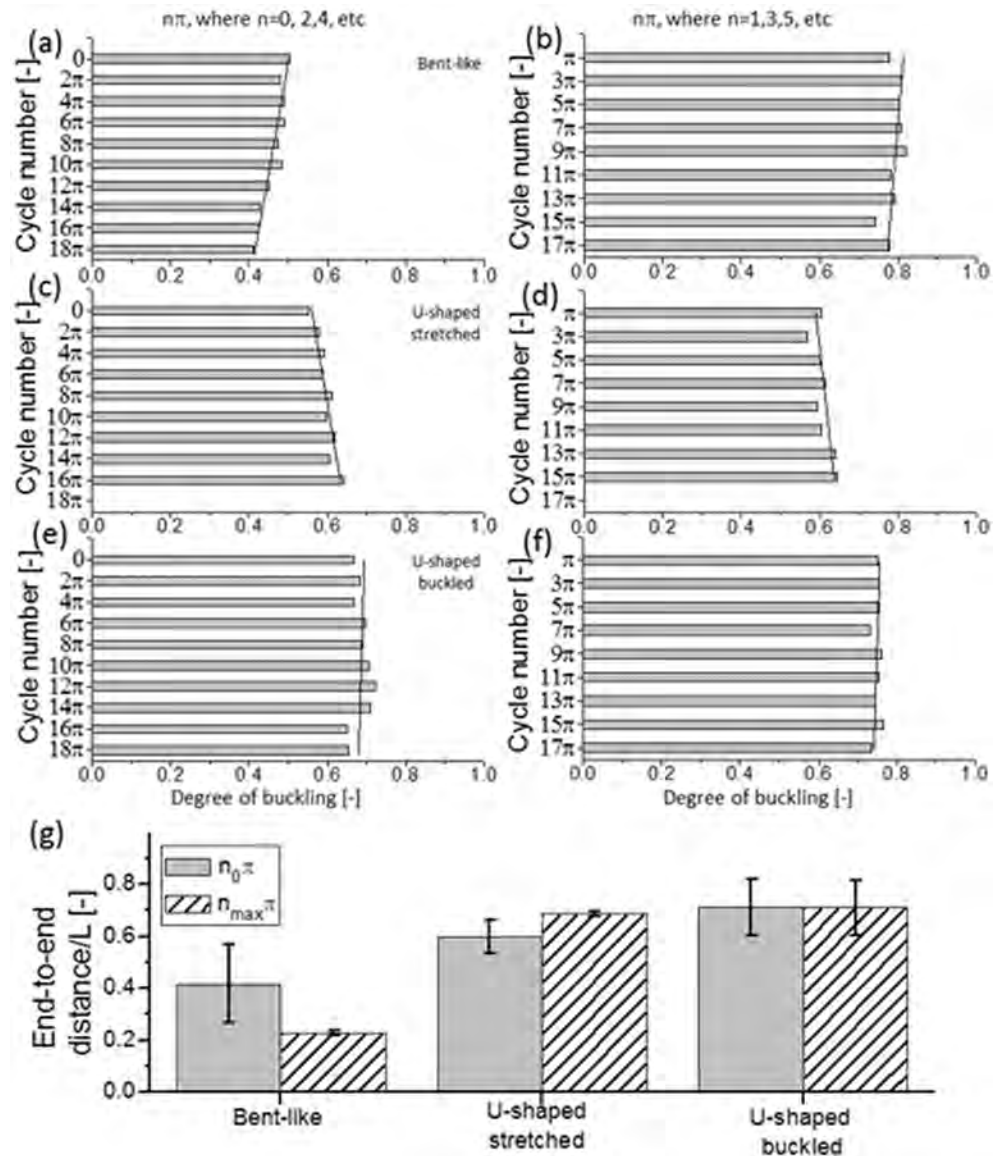 nπ, where n=0, 2,4, etc
nπ, where n=1,3,5, etc
(a)
Bent-like
Cycle number [-]
0
2π
4π
6π
8π
10π
12π
14π
16π
18π
0.0 0.2 0.4 0.6 0.8 1.0
(b)
Cycle number [-]
π
3π
5π
7π
9π
11π
13π
15π
17π
0.0 0.2 0.4 0.6 0.8 1.0
(c)
U-shaped
stretched
Cycle number [-]
0
2π
4π
6π
8π
10π
12π
14π
16π
18π
0.0 0.2 0.4 0.6 0.8 1.0
(d)
Cycle number [-]
π
3π
5π
7π
9π
11π
13π
15π
17π
0.0 0.2 0.4 0.6 0.8 1.0
(e)
U-shaped
buckled
Cycle number [-]
0
2π
4π
6π
8π
10π
12π
14π
16π
18π
0.0 0.2 0.4 0.6 0.8 1.0
Degree of buckling [-]
(f)
Cycle number [-]
π
3π
5π
7π
9π
11π
13π
15π
17π
0.0 0.2 0.4 0.6 0.8 1.0
Degree of buckling [-]
(g)
n₀π
nmaxπ
End-to-end
distance/L [-]
0.8
0.6
0.4
0.2
0.0
Bent-like
U-shaped
stretched
U-shaped
buckled